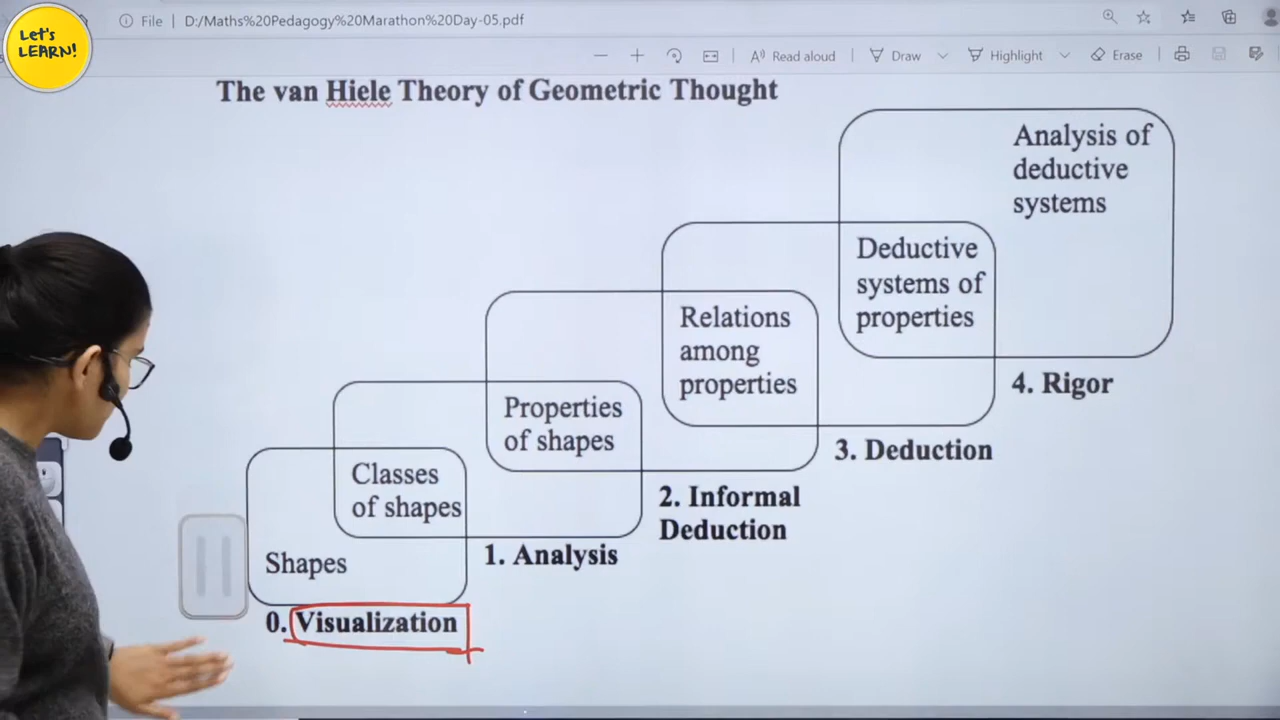 Let's
LEARN!
File
D:/Maths%20Pedagogy%20Marathon%20Day-05.pdf
Read aloud
Draw
Highlight
Erase
The van Hiele Theory of Geometric Thought
Analysis of
deductive
systems
Deductive
systems of
properties
4. Rigor
Relations
among
properties
3. Deduction
Properties
of shapes
2. Informal
Deduction
Classes
of shapes
1. Analysis
Shapes
0. Visualization